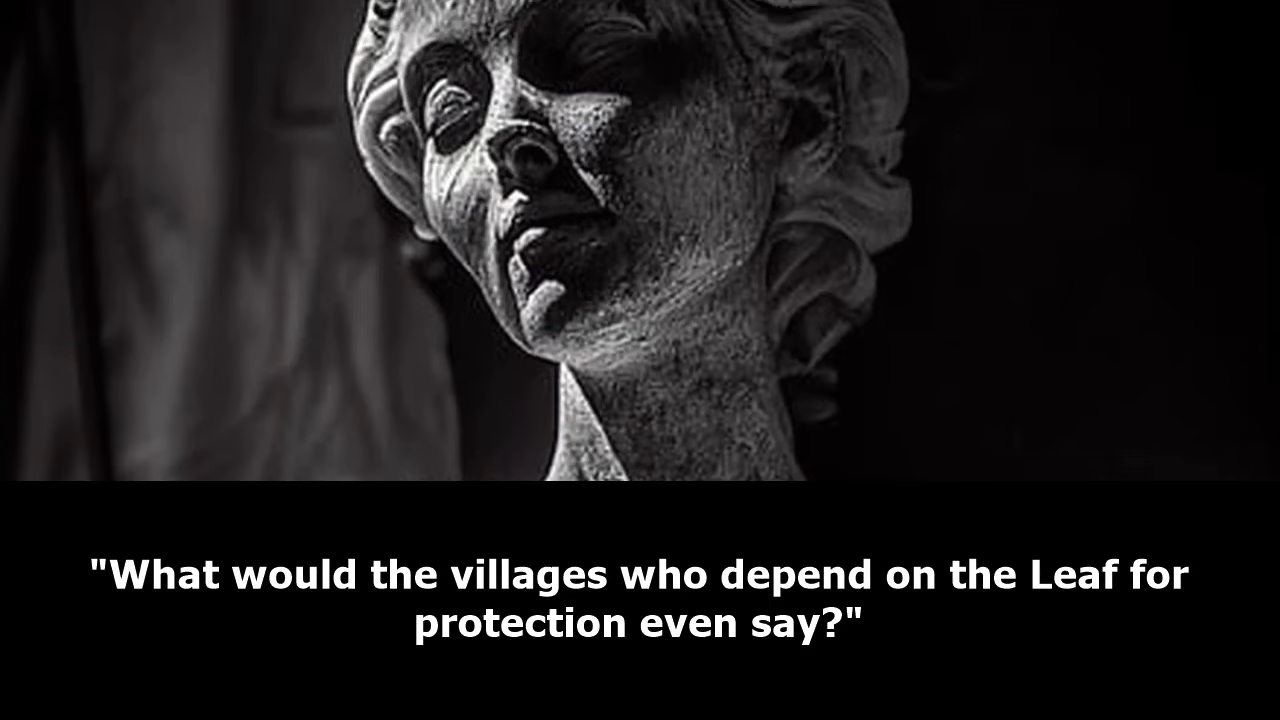 "What would the villages who depend on the Leaf for
protection even say?"